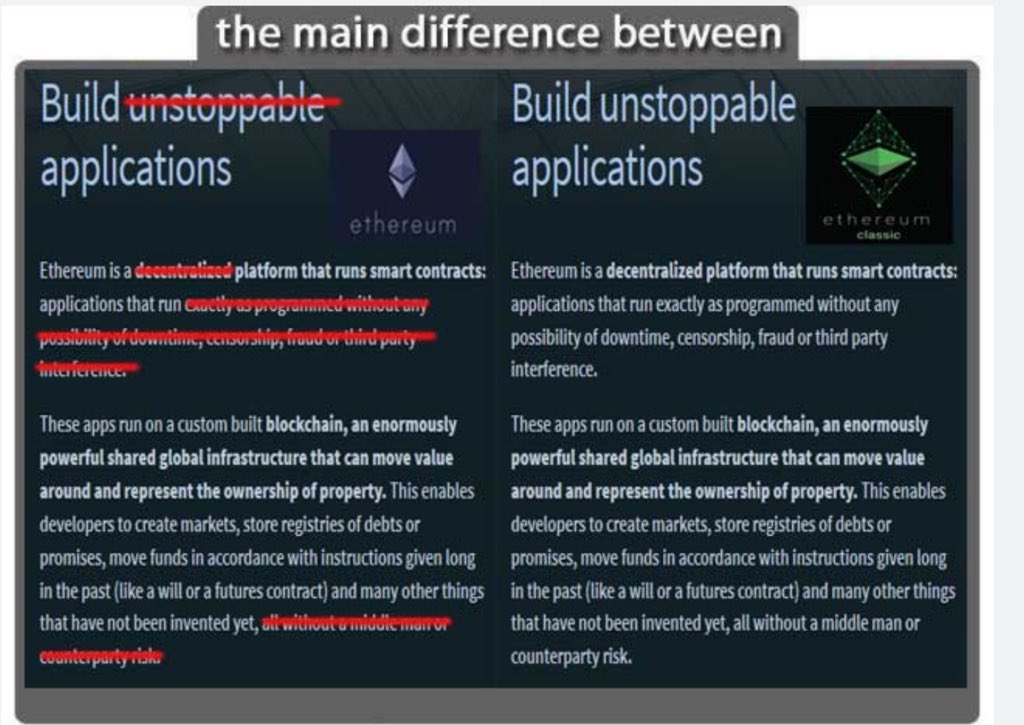 the main difference between
Build unstoppable
applications
ethereum
Ethereum is a decentralized platform that runs smart contracts:
applications that run exactly as programmed without any
possibility of downtime, censorship, fraud or third party
interference.
These apps run on a custom built blockchain, an enormously
powerful shared global infrastructure that can move value
around and represent the ownership of property. This enables
developers to create markets, store registries of debts or
promises, move funds in accordance with instructions given long
in the past (like a will or a futures contract) and many other things
that have not been invented yet, all without a middle man or
counterparty risk.
Build unstoppable
applications
ethereum
classic
Ethereum is a decentralized platform that runs smart contracts:
applications that run exactly as programmed without any
possibility of downtime, censorship, fraud or third party
interference.
These apps run on a custom built blockchain, an enormously
powerful shared global infrastructure that can move value
around and represent the ownership of property. This enables
developers to create markets, store registries of debts or
promises, move funds in accordance with instructions given long
in the past (like a will or a futures contract) and many other things
that have not been invented yet, all without a middle man or
counterparty risk.